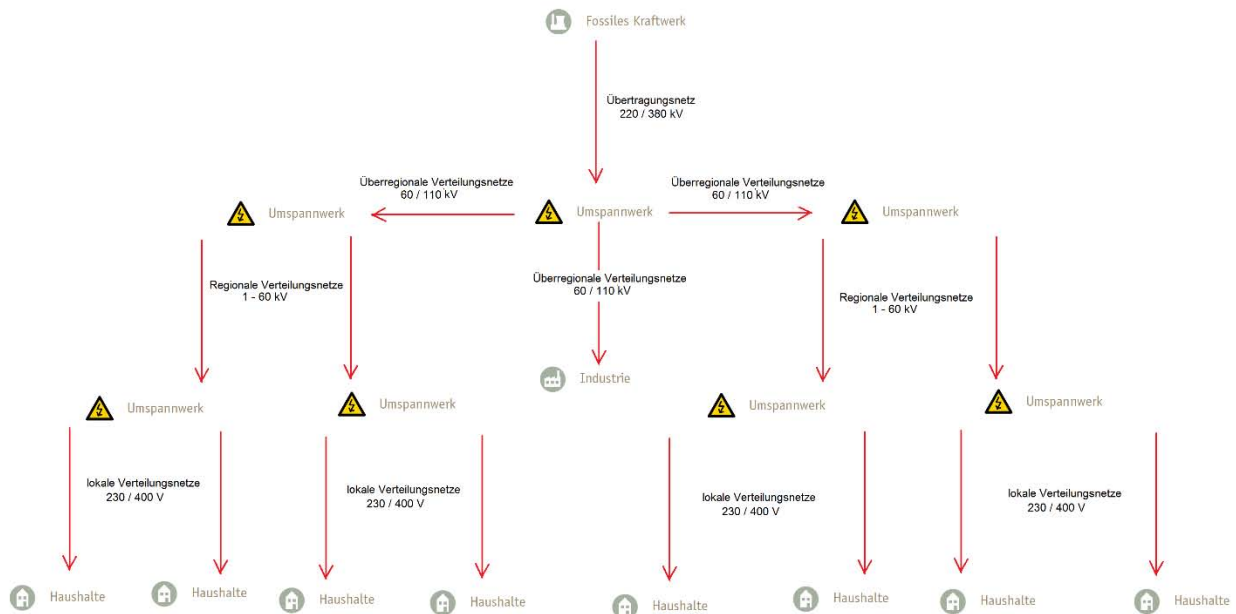 Fossiles Kraftwerk
Übertragungsnetz
220 / 380 kV
Überregionale Verteilungsnetze
60 / 110 kV
Überregionale Verteilungsnetze
60 / 110 kV
Umspannwerk
Umspannwerk
Umspannwerk
Regionale Verteilungsnetze
1 - 60 kV
Überregionale Verteilungsnetze
60 / 110 kV
Regionale Verteilungsnetze
1 - 60 kV
Industrie
Umspannwerk
Umspannwerk
Umspannwerk
Umspannwerk
lokale Verteilungsnetze
230 / 400 V
lokale Verteilungsnetze
230 / 400 V
lokale Verteilungsnetze
230 / 400 V
lokale Verteilungsnetze
230 / 400 V
Haushalte
Haushalte
Haushalte
Haushalte
Haushalte
Haushalte
Haushalte
Haushalte